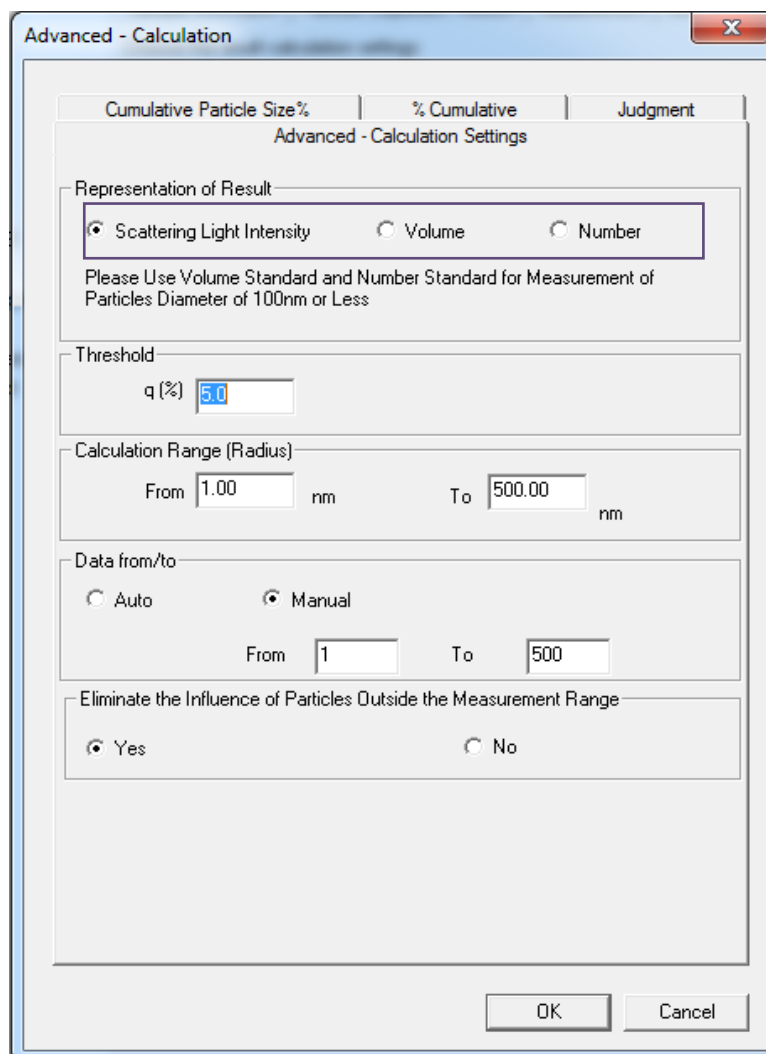 Advanced - Calculation
Cumulative Particle Size%
% Cumulative
Judgment
Advanced - Calculation Settings
Representation of Result
Scattering Light Intensity
Volume
Number
Please Use Volume Standard and Number Standard for Measurement of
Particles Diameter of 100nm or Less
Threshold
q (%) 5.0
Calculation Range (Radius)
From 1.00 nm To 500.00 nm
Data from/to
Auto
Manual
From 1 To 500
Eliminate the Influence of Particles Outside the Measurement Range
Yes
No
OK
Cancel